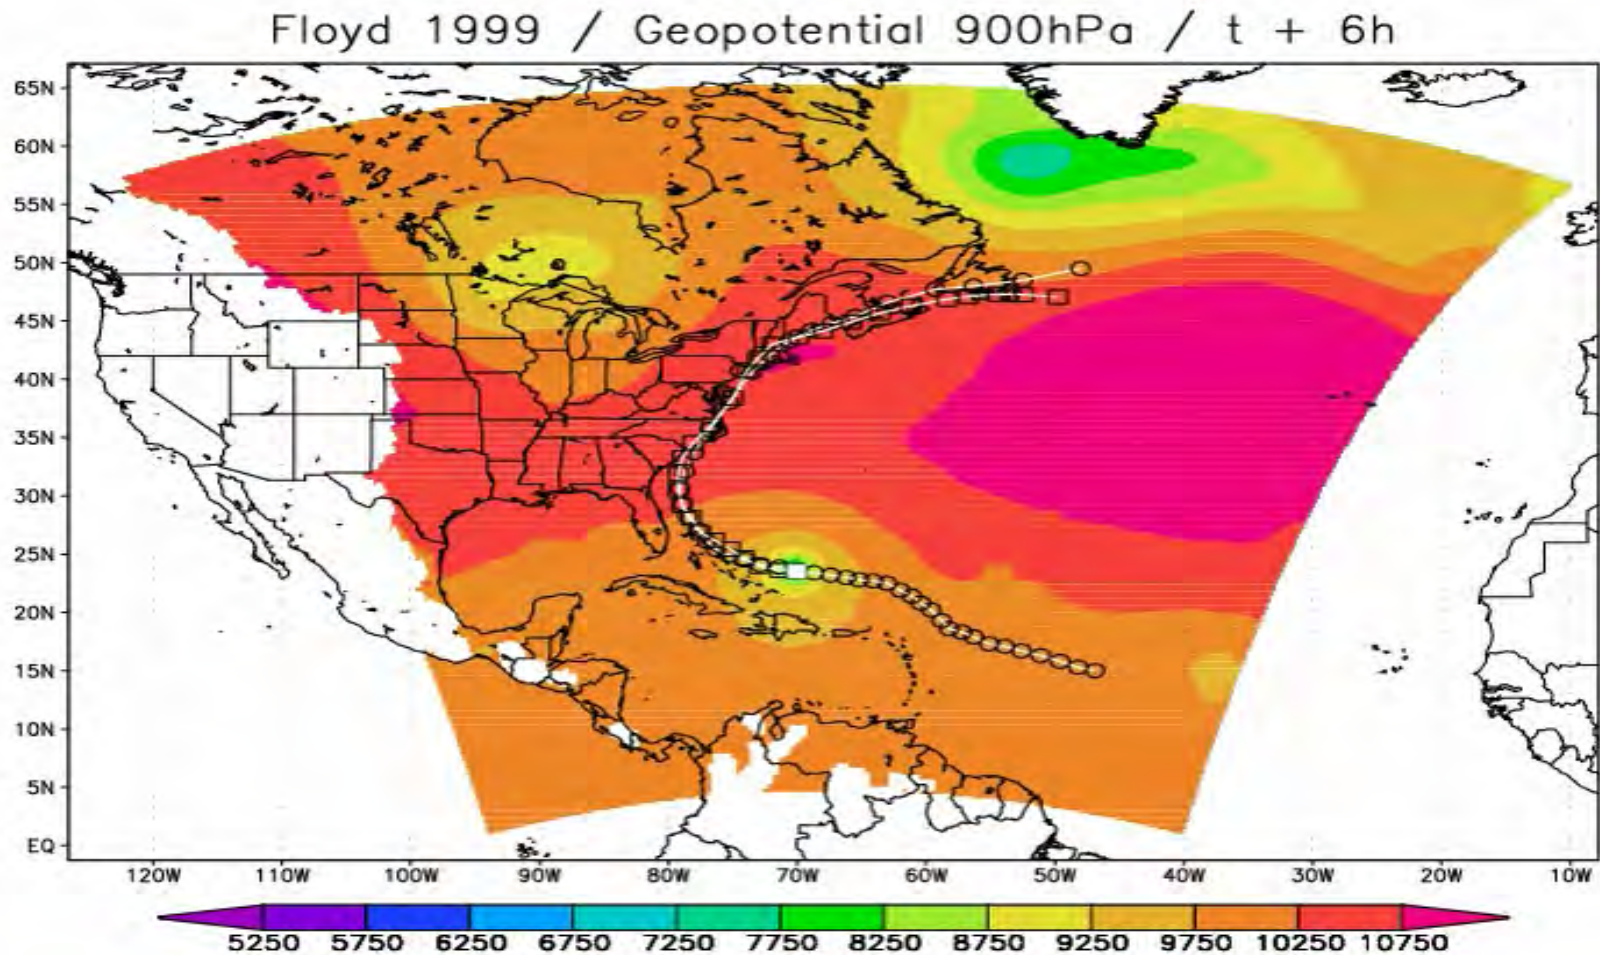 Floyd 1999 / Geopotential 900hPa / t + 6h
65N
60N
55N
50N
45N
40N
35N
30N
25N
20N
15N
10N
5N
EQ
120W 110W 100W 90W 80W 70W 60W 50W 40W 30W 20W 10W
5250 5750 6250 6750 7250 7750 8250 8750 9250 9750 10250 10750